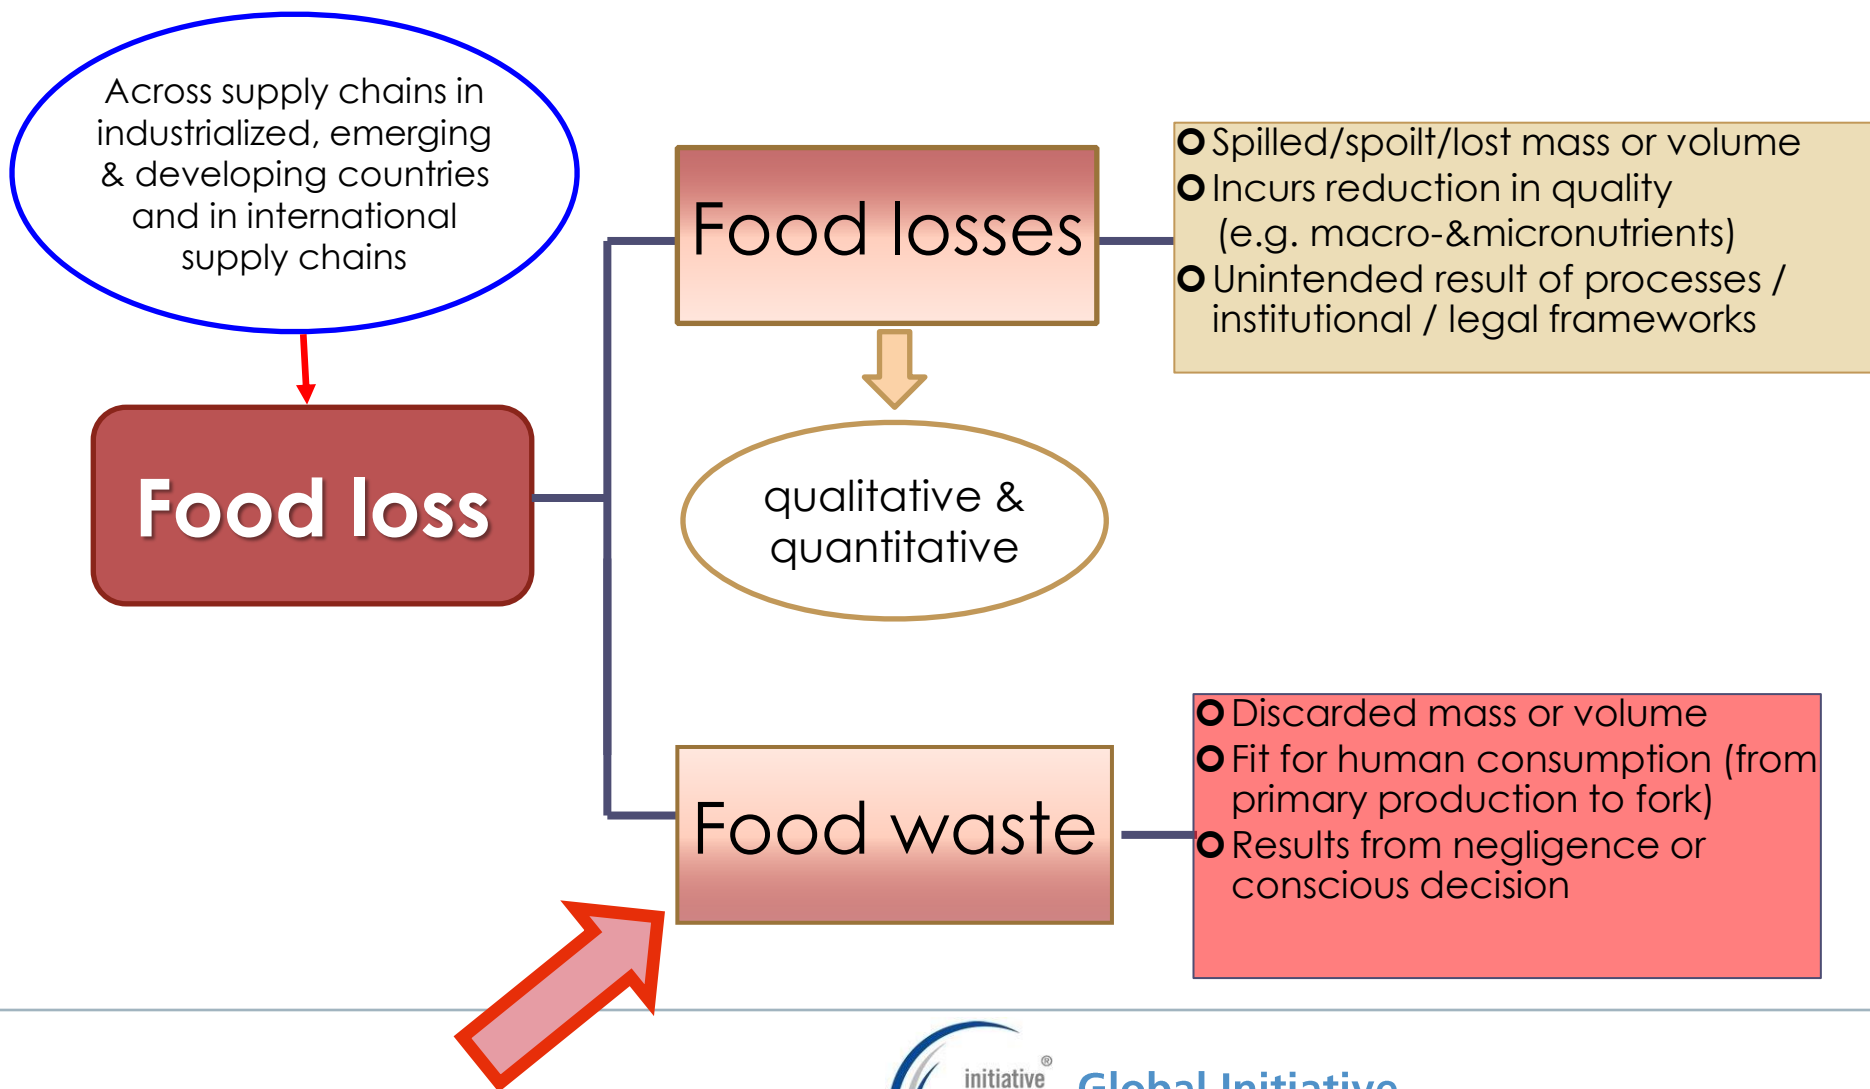 Across supply chains in
industrialized, emerging
& developing countries
and in international
supply chains
Food loss
Food losses
qualitative &
quantitative
Food waste
Spilled/spoilt/lost mass or volume
Incurs reduction in quality
(e.g. macro-&micronutrients)
Unintended result of processes /
institutional / legal frameworks
Discarded mass or volume
Fit for human consumption (from
primary production to fork)
Results from negligence or
conscious decision
initiative®
Global Initiative